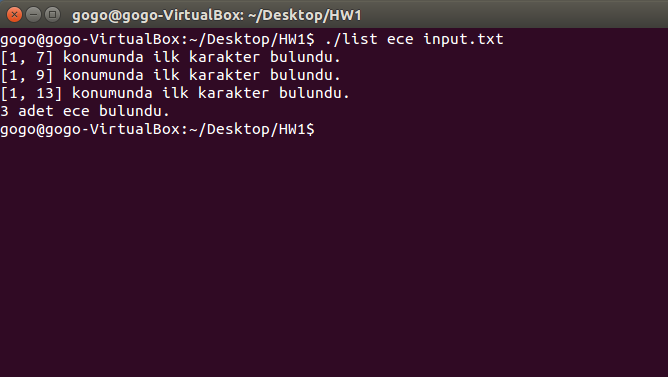 gogo@gogo-VirtualBox: ~/Desktop/HW1
gogo@gogo-VirtualBox:~/Desktop/HW1$ ./list ece input.txt
[1, 7] konumunda ilk karakter bulundu.
[1, 9] konumunda ilk karakter bulundu.
[1, 13] konumunda ilk karakter bulundu.
3 adet ece bulundu.
gogo@gogo-VirtualBox:~/Desktop/HW1$